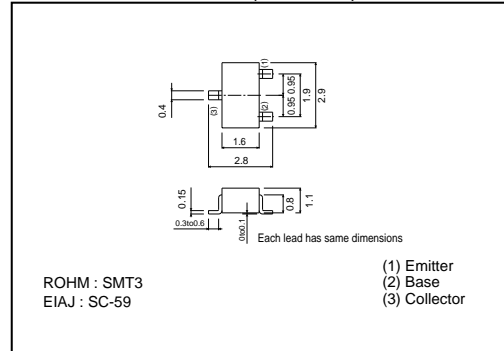 (1)
0.95 0.95
1.9
2.9
0.4
(3)
(2)
1.6
2.8
0.15
0.3to0.6
0to0.1
0.8
1.1
Each lead has same dimensions
ROHM : SMT3
EIAJ : SC-59
(1) Emitter
(2) Base
(3) Collector